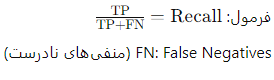 فرمول: Recall = TP / TP+FN
FN: False Negatives (منفی‌های نادرست)